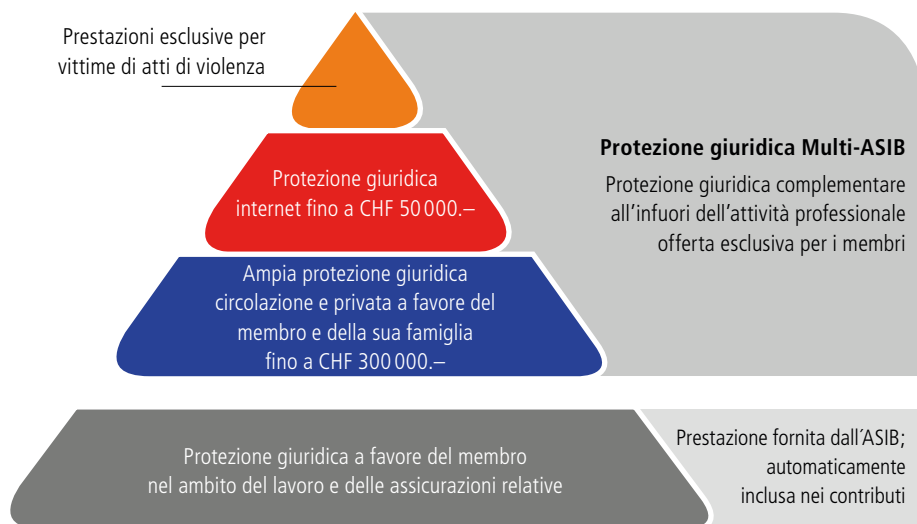 Prestazioni esclusive per
vittime di atti di violenza
Protezione giuridica
internet fino a CHF 50 000.–
Ampia protezione giuridica
circolazione e privata a favore del
membro e della sua famiglia
fino a CHF 300 000.–
Protezione giuridica Multi-ASIB
Protezione giuridica complementare
all'infuori dell'attività professionale
offerta esclusiva per i membri
Protezione giuridica a favore del membro
nel ambito del lavoro e delle assicurazioni relative
Prestazione fornita dall´ASIB;
automaticamente
inclusa nei contributi